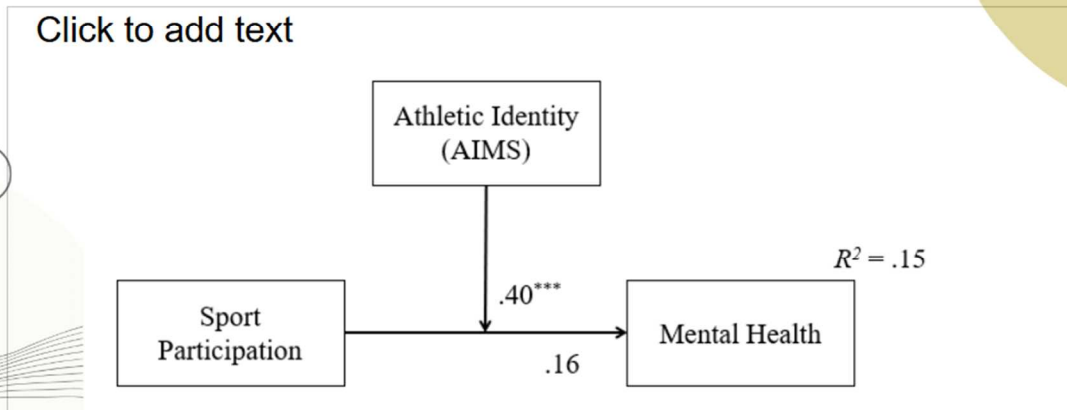 Click to add text
Athletic Identity
(AIMS)
R² = .15
.40***
Sport
Participation
Mental Health
.16